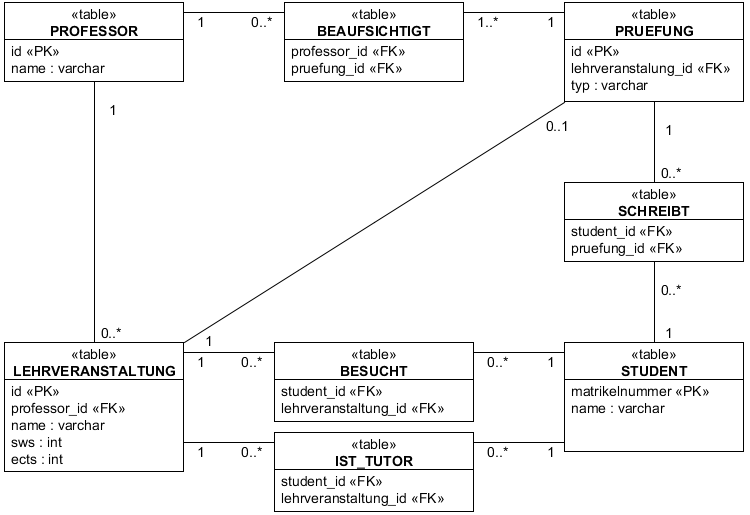 «table»
PROFESSOR
id «PK»
name : varchar
1
0..*
«table»
BEAUFSICHTIGT
professor_id «FK»
pruefung_id «FK»
1..*
1
«table»
PRUEFUNG
id «PK»
lehrveranstalung_id «FK»
typ : varchar
1
0..1
1
0..*
«table»
SCHREIBT
student_id «FK»
pruefung_id «FK»
0..*
1
0..*
1
«table»
LEHRVERANSTALTUNG
id «PK»
professor_id «FK»
name : varchar
sws : int
ects : int
1
0..*
«table»
BESUCHT
student_id «FK»
lehrveranstaltung_id «FK»
0..*
1
«table»
STUDENT
matrikelnummer «PK»
name : varchar
1
0..*
«table»
IST_TUTOR
student_id «FK»
lehrveranstaltung_id «FK»
0..*
1